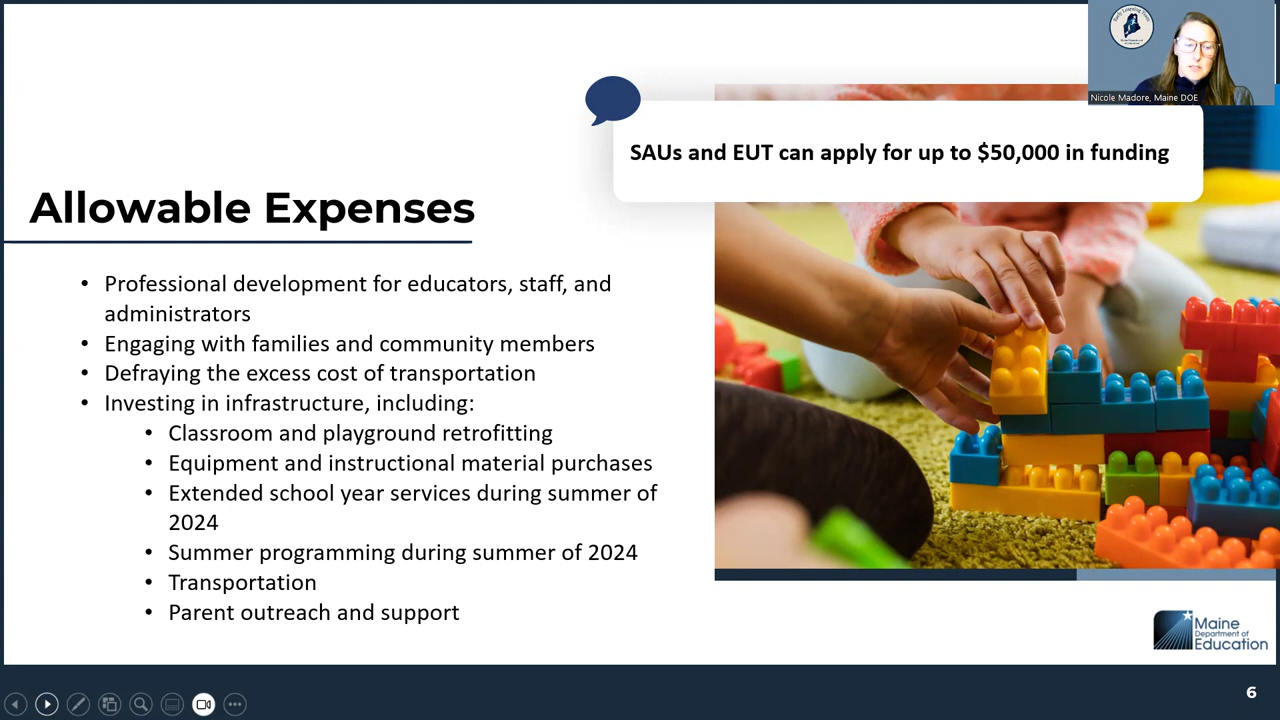 Nicole Madore, Maine DOE
SAUs and EUT can apply for up to $50,000 in funding
Allowable Expenses
• Professional development for educators, staff, and
administrators
• Engaging with families and community members
• Defraying the excess cost of transportation
• Investing in infrastructure, including:
• Classroom and playground retrofitting
• Equipment and instructional material purchases
• Extended school year services during summer of
2024
• Summer programming during summer of 2024
• Transportation
• Parent outreach and support
Maine
Department of
Education
6